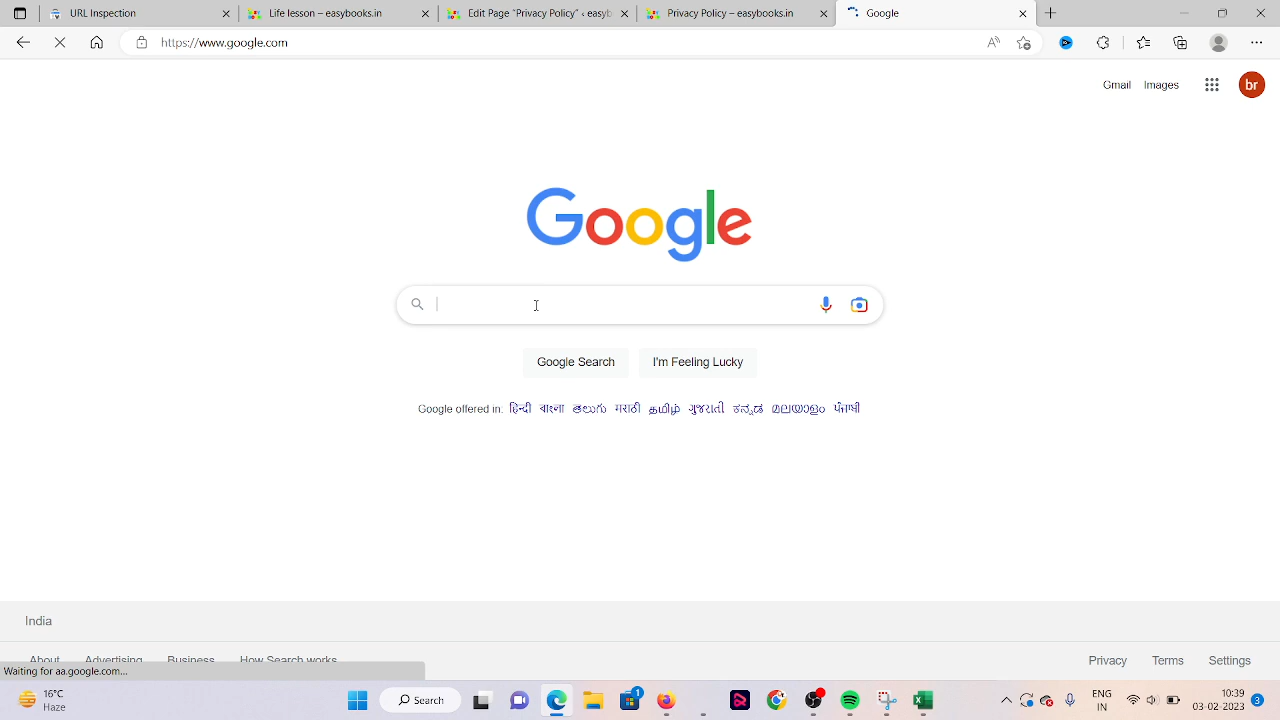 URL Inspection
Life lesson – easybooks.in
Edit Page "Privacy Policy" ‹ easyb
Privacy Policy – easybooks.in
Google
https://www.google.com
Gmail Images br
Google
Google Search I'm Feeling Lucky
Google offered in: हिन्दी বাংলা తెలుగు मराठी தமிழ் ગુજરાતી ಕನ್ನಡ മലയാളം ਪੰਜਾਬੀ
India
About Advertising Business How Search works Privacy Terms Settings
Waiting for aa.google.com...
16°C
Haze
Search
1
ENG
IN
10:39
03-02-2023
3